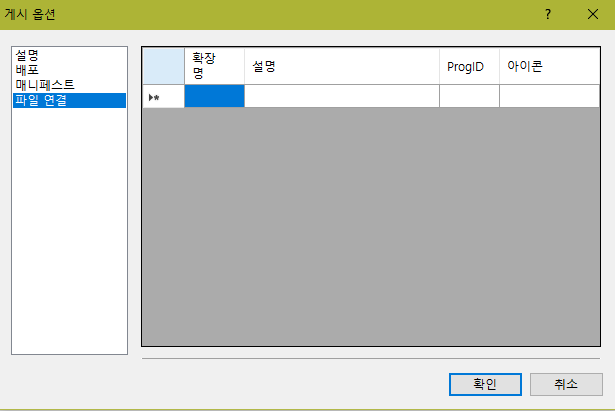 게시 옵션
설명
배포
매니페스트
파일 연결
확장
명
설명
ProgID
아이콘
확인
취소